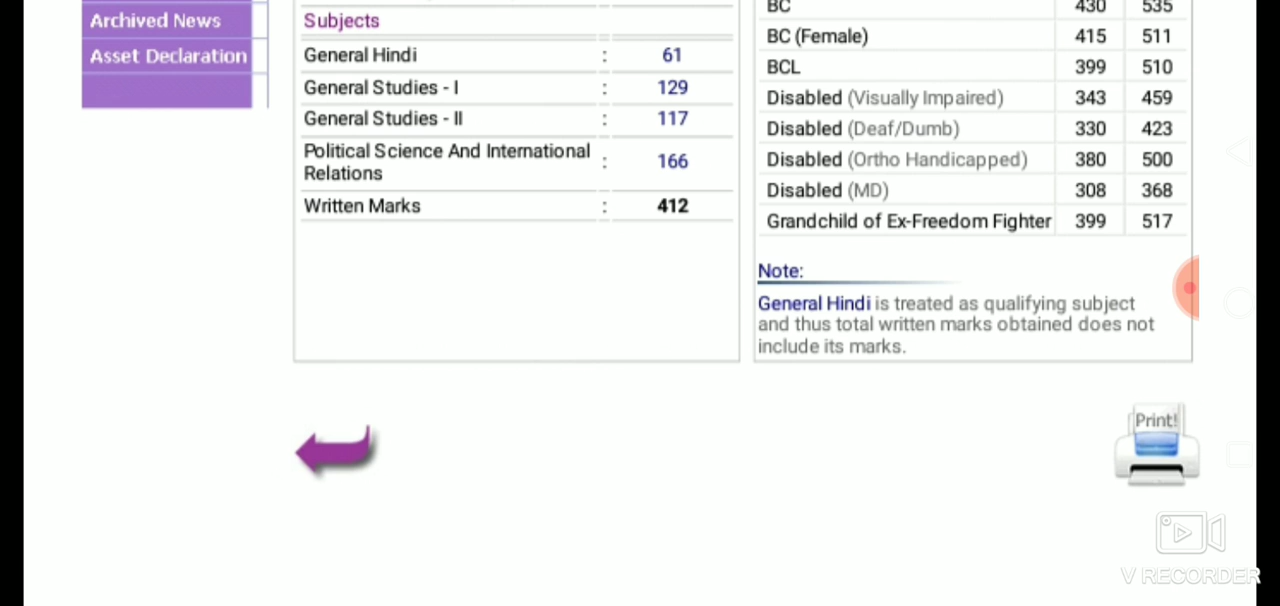 Archived News
Asset Declaration
Subjects
General Hindi : 61
General Studies - I : 129
General Studies - II : 117
Political Science And International
Relations : 166
Written Marks : 412
BC 430 535
BC (Female) 415 511
BCL 399 510
Disabled (Visually Impaired) 343 459
Disabled (Deaf/Dumb) 330 423
Disabled (Ortho Handicapped) 380 500
Disabled (MD) 308 368
Grandchild of Ex-Freedom Fighter 399 517
Note:
General Hindi is treated as qualifying subject
and thus total written marks obtained does not
include its marks.
Print!
V RECORDER